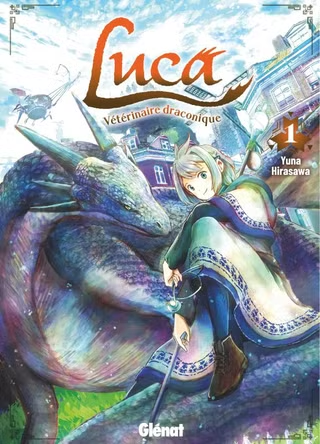 Luca
Vétérinaire draconique
1
Yuna
Hirasawa
Glénat